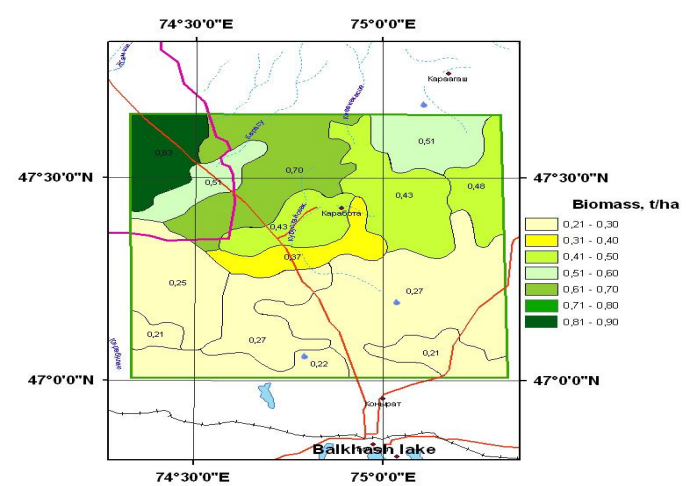 74°30'0"E
75°0'0"E
Караагаш
0,83
0,51
0,51
0,70
47°30'0"N
47°30'0"N
0,43
0,48
Biomass, t/ha
0,21 - 0,30
0,31 - 0,40
0,41 - 0,50
0,51 - 0,60
0,61 - 0,70
0,71 - 0,80
0,81 - 0,90
Каработа
0,43
0,37
0,25
0,27
0,21
0,27
0,21
0,22
47°0'0"N
47°0'0"N
Конырат
Balkhash lake
74°30'0"E
75°0'0"E